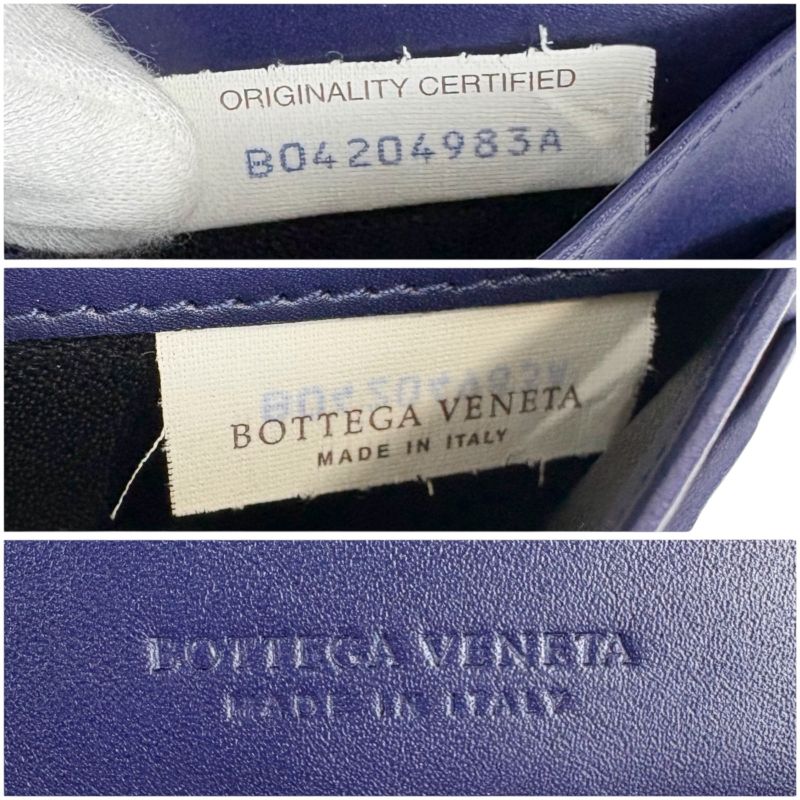 ORIGINALITY CERTIFIED
B04204983A
BOTTEGA VENETA
MADE IN ITALY
BOTTEGA VENETA
MADE IN ITALY